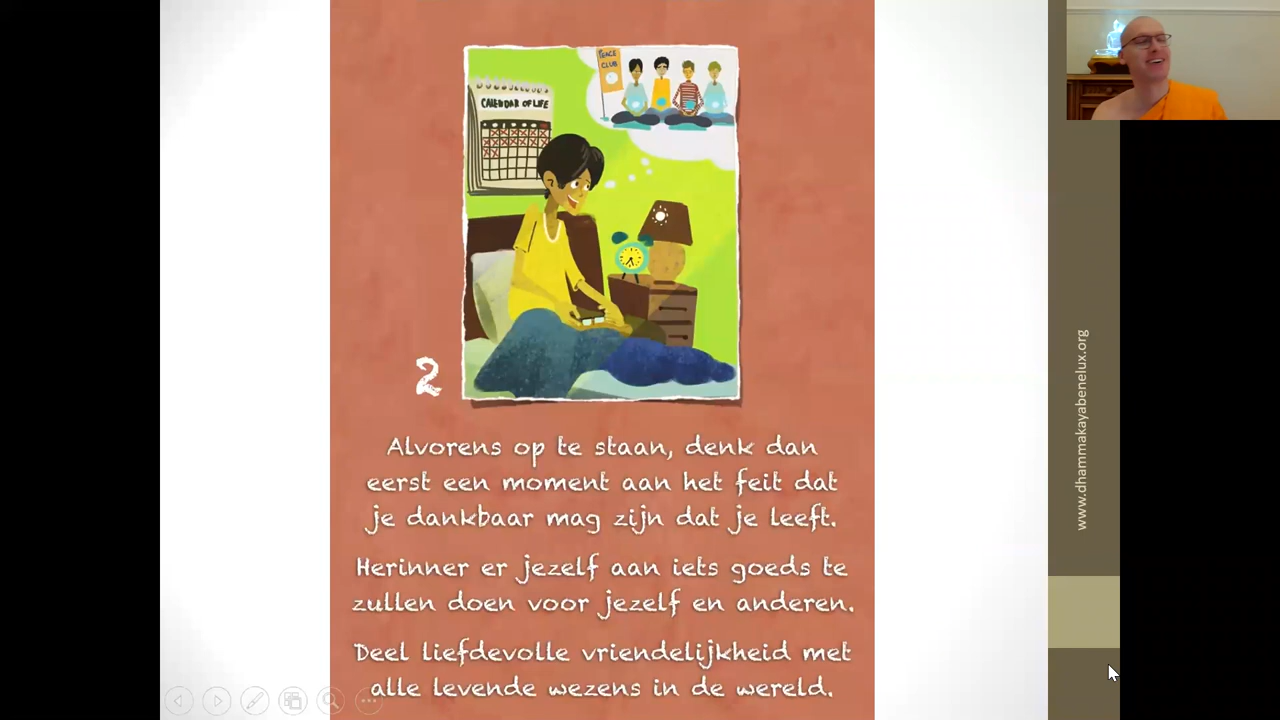 PEACE
CLUB
CALENDAR OF LIFE
2
Alvorens op te staan, denk dan
eerst een moment aan het feit dat
je dankbaar mag zijn dat je leeft.
Herinner er jezelf aan iets goeds te
zullen doen voor jezelf en anderen.
Deel liefdevolle vriendelijkheid met
alle levende wezens in de wereld.
www.dhammakayabenelux.org